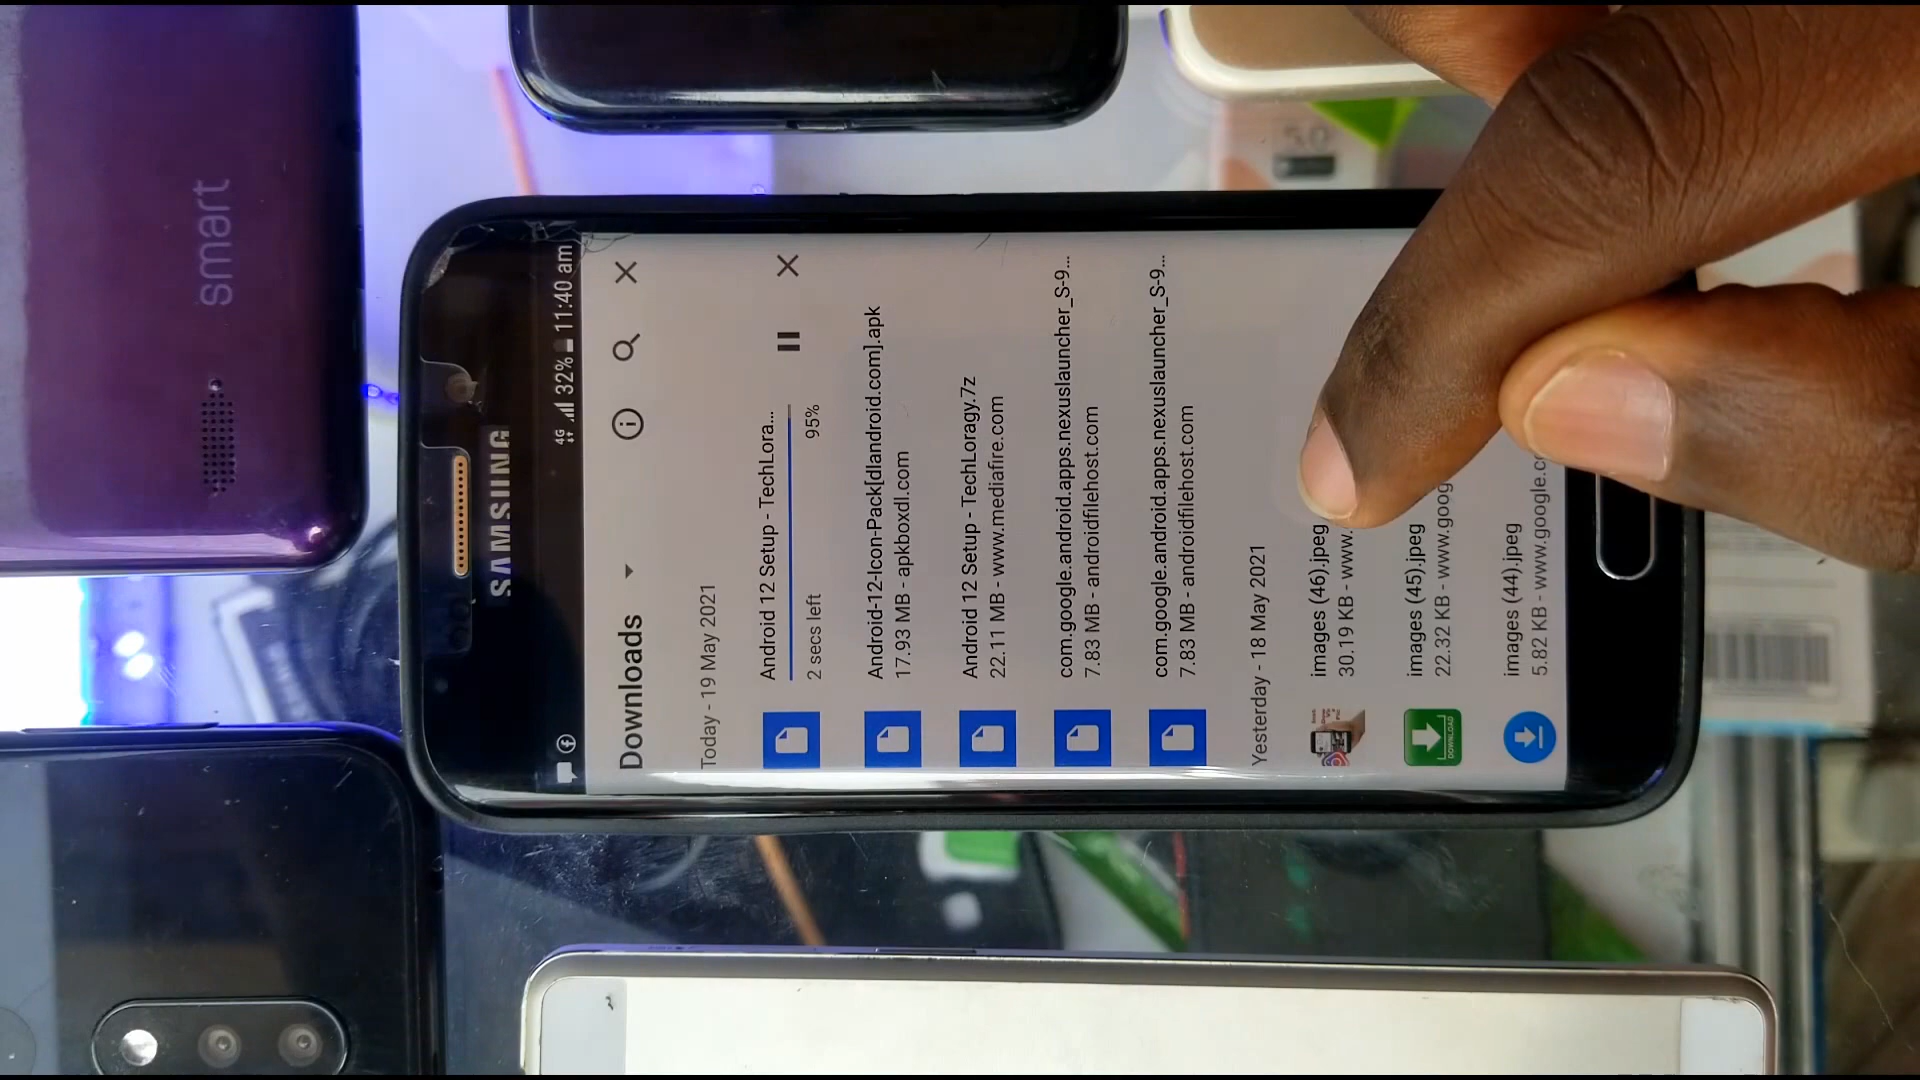 smart
5.0
SAMSUNG
4G 32% 11:40 am
Downloads
Today - 19 May 2021
Android 12 Setup - TechLora...
2 secs left 95%
Android-12-Icon-Pack[dlandroid.com].apk
17.93 MB - apkboxdl.com
Android 12 Setup - TechLoragy.7z
22.11 MB - www.mediafire.com
com.google.android.apps.nexuslauncher_S-9...
7.83 MB - androidfilehost.com
com.google.android.apps.nexuslauncher_S-9...
7.83 MB - androidfilehost.com
Yesterday - 18 May 2021
images (46).jpeg
30.19 KB - www.
images (45).jpeg
22.32 KB - www.goog
DOWNLOAD
images (44).jpeg
5.82 KB - www.google.c